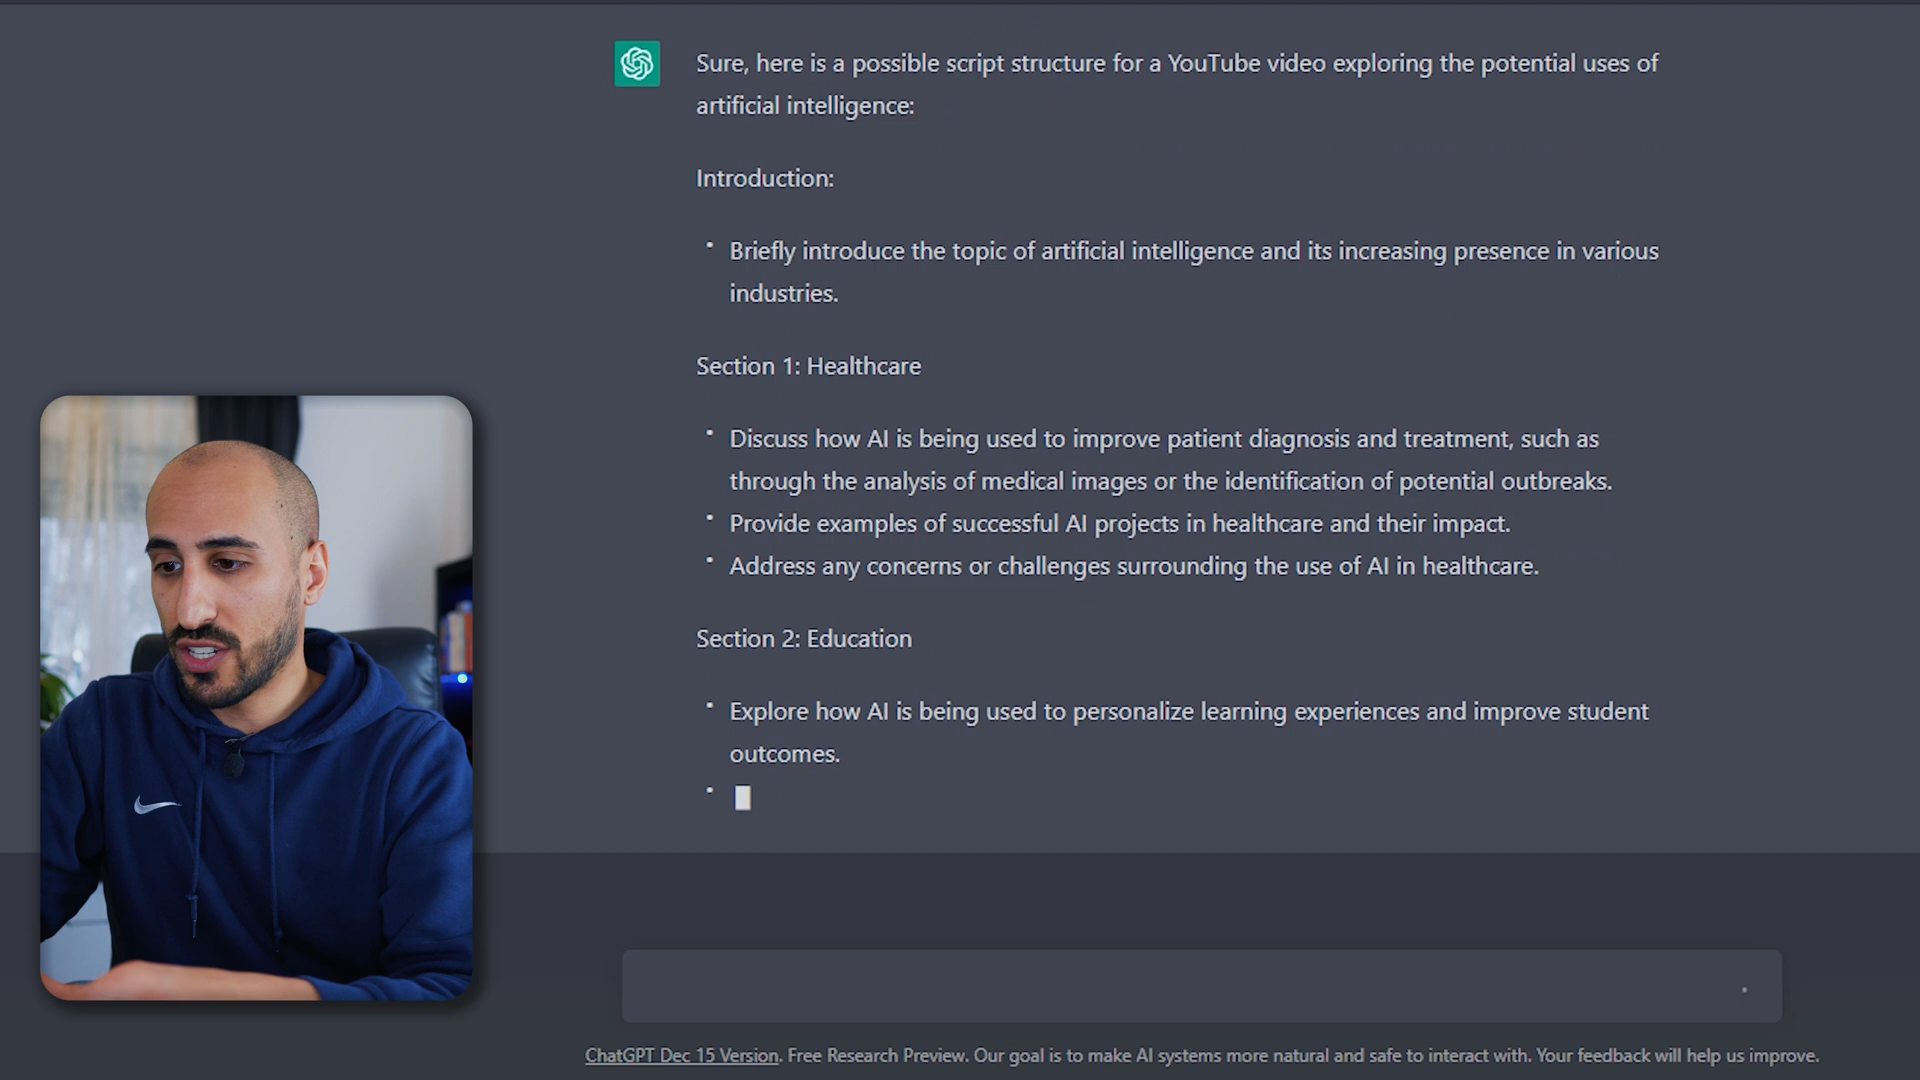 Sure, here is a possible script structure for a YouTube video exploring the potential uses of
artificial intelligence:
Introduction:
Briefly introduce the topic of artificial intelligence and its increasing presence in various
industries.
Section 1: Healthcare
Discuss how AI is being used to improve patient diagnosis and treatment, such as
through the analysis of medical images or the identification of potential outbreaks.
Provide examples of successful AI projects in healthcare and their impact.
Address any concerns or challenges surrounding the use of AI in healthcare.
Section 2: Education
Explore how AI is being used to personalize learning experiences and improve student
outcomes.
ChatGPT Dec 15 Version. Free Research Preview. Our goal is to make AI systems more natural and safe to interact with. Your feedback will help us improve.